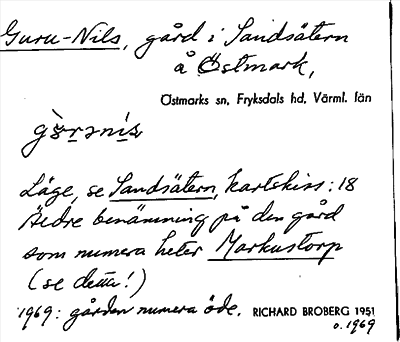 Guru-Nils, gård i Sandsätern
å Östmark,
Östmarks sn, Fryksdals hd, Värml. län
Läge, se Sandsätern, kartskiss: 18
Äldre benämning på den gård
som numera heter Markustorp
(se detta!)
1969: gården numera öde. RICHARD BROBERG 1951
o. 1969